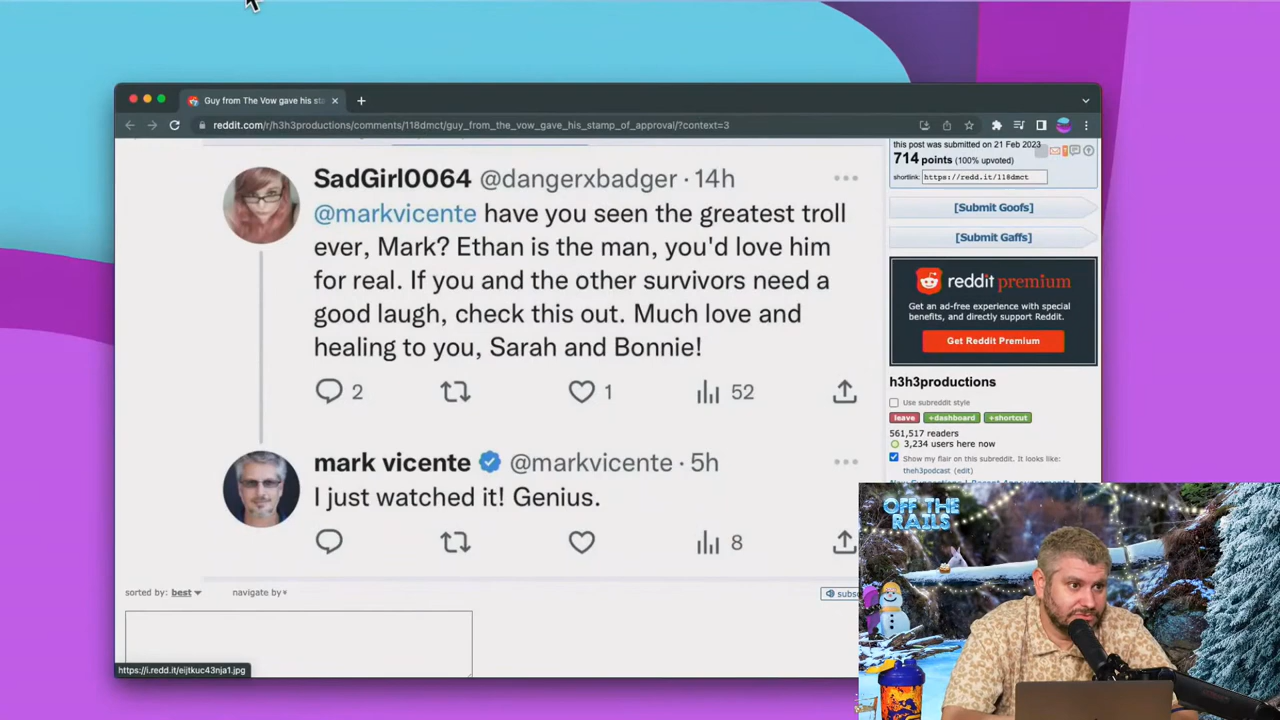 Guy from The Vow gave his sta
reddit.com/r/h3h3productions/comments/118dmct/guy_from_the_vow_gave_his_stamp_of_approval/?context=3
SadGirl0064 @dangerxbadger · 14h
@markvicente have you seen the greatest troll
ever, Mark? Ethan is the man, you'd love him
for real. If you and the other survivors need a
good laugh, check this out. Much love and
healing to you, Sarah and Bonnie!
2
1
52
mark vicente @markvicente · 5h
I just watched it! Genius.
8
sorted by: best
navigate by
subsc
https://i.redd.it/eijtkuc43nja1.jpg
this post was submitted on 21 Feb 2023
714 points (100% upvoted)
shortlink: https://redd.it/118dmct
[Submit Goofs]
[Submit Gaffs]
reddit premium
Get an ad-free experience with special
benefits, and directly support Reddit.
Get Reddit Premium
h3h3productions
Use subreddit style
leave +dashboard +shortcut
561,517 readers
3,234 users here now
Show my flair on this subreddit. It looks like:
theh3podcast (edit)
OFF THE
RAILS